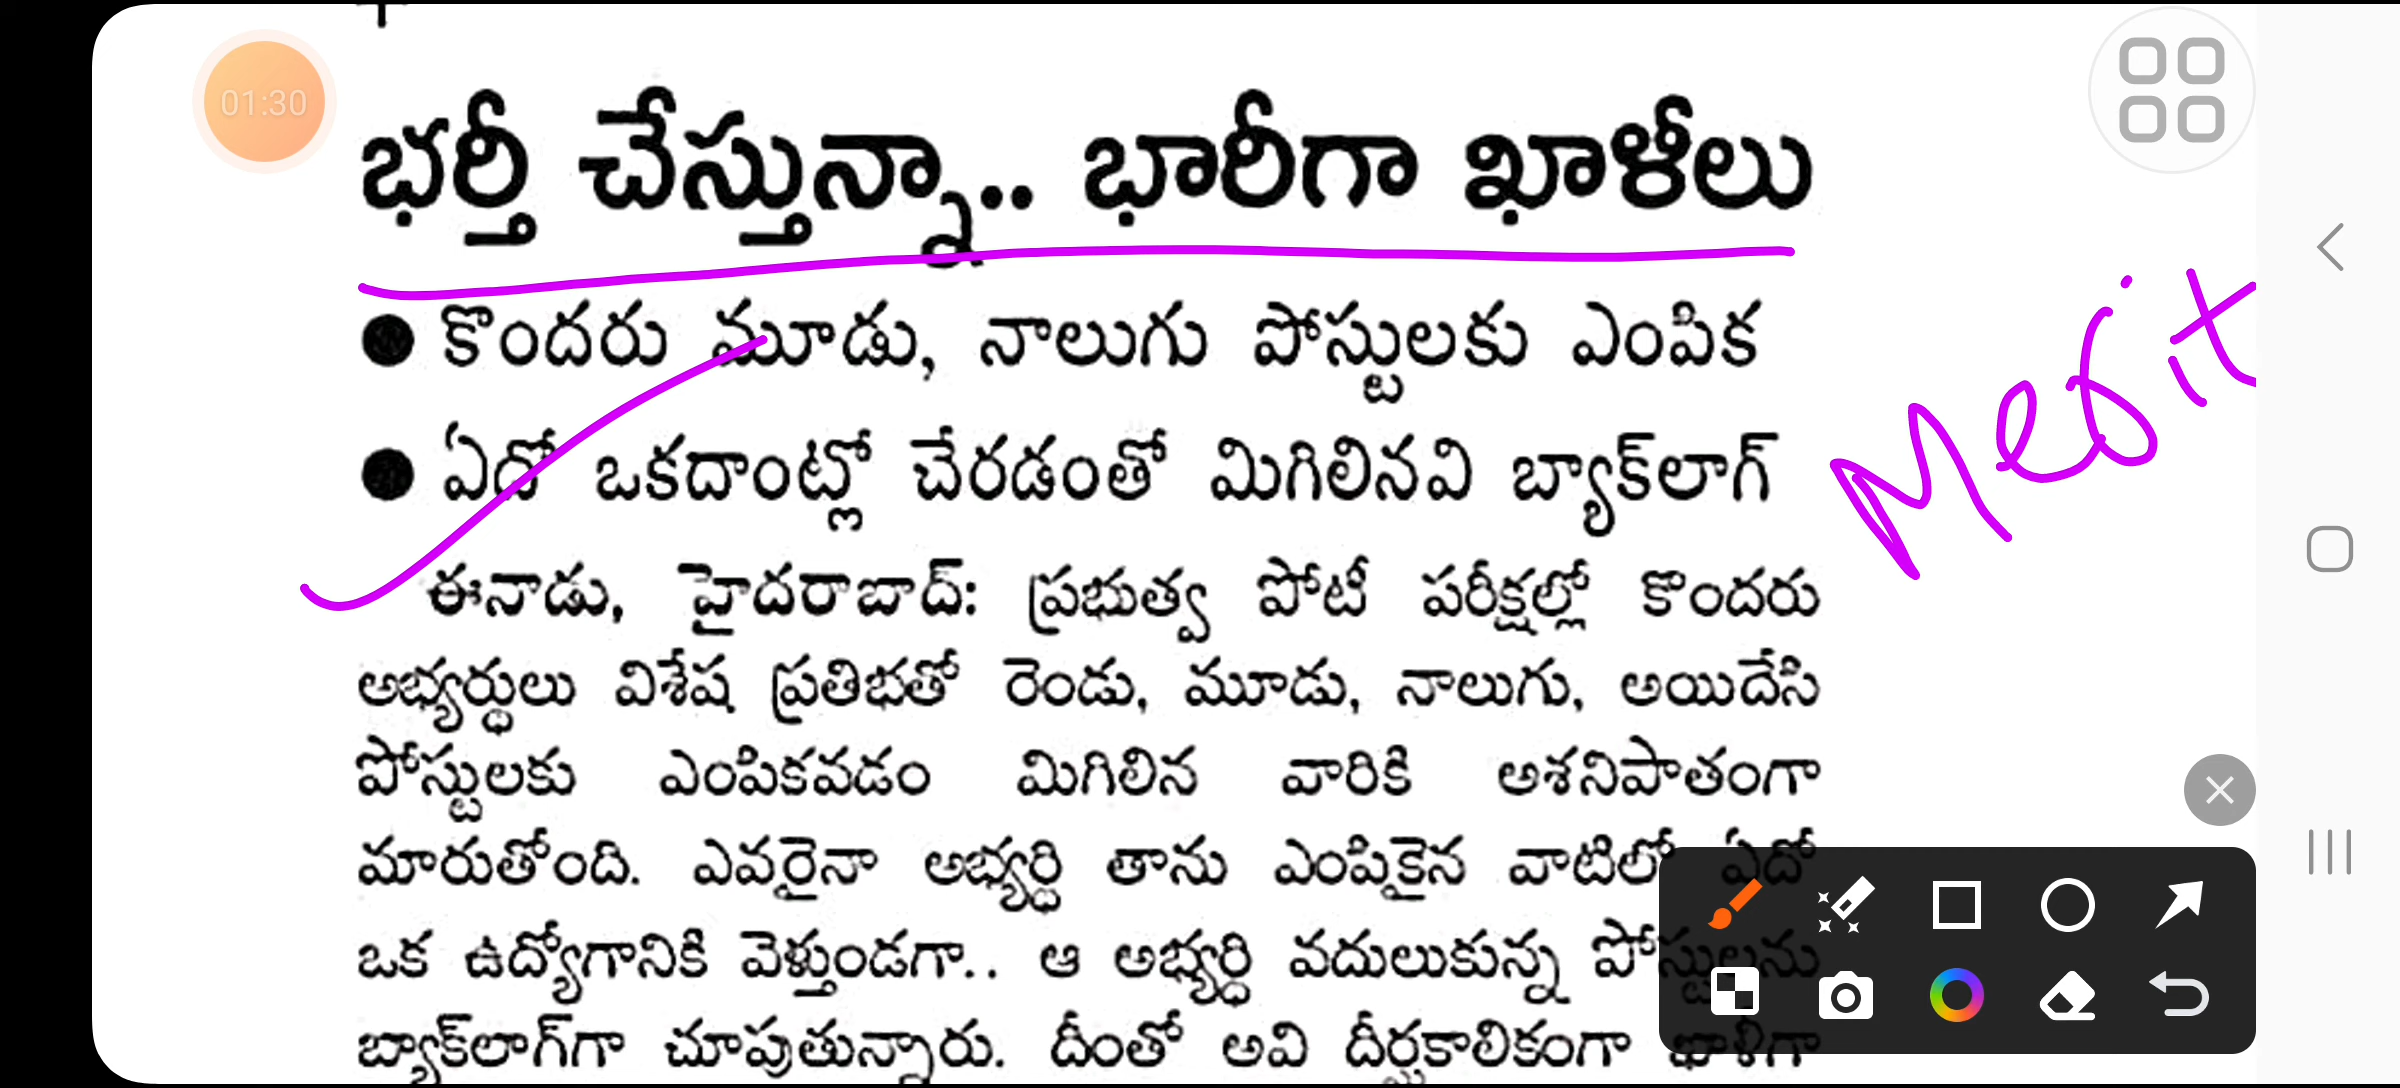 01:30
భర్తీ చేస్తున్నా.. భారీగా ఖాళీలు
● కొందరు మూడు, నాలుగు పోస్టులకు ఎంపిక
● ఏదో ఒకదాంట్లో చేరడంతో మిగిలినవి బ్యాక్‌లాగ్
Merit
ఈనాడు, హైదరాబాద్: ప్రభుత్వ పోటీ పరీక్షల్లో కొందరు
అభ్యర్థులు విశేష ప్రతిభతో రెండు, మూడు, నాలుగు, అయిదేసి
పోస్టులకు ఎంపికవడం మిగిలిన వారికి అశనిపాతంగా
మారుతోంది. ఎవరైనా అభ్యర్థి తాను ఎంపికైన వాటిలో ఏదో
ఒక ఉద్యోగానికి వెళ్తుండగా.. ఆ అభ్యర్థి వదులుకున్న పోస్టులను
బ్యాక్‌లాగ్‌గా చూపుతున్నారు. దీంతో అవి దీర్ఘకాలికంగా ఖాళీగా